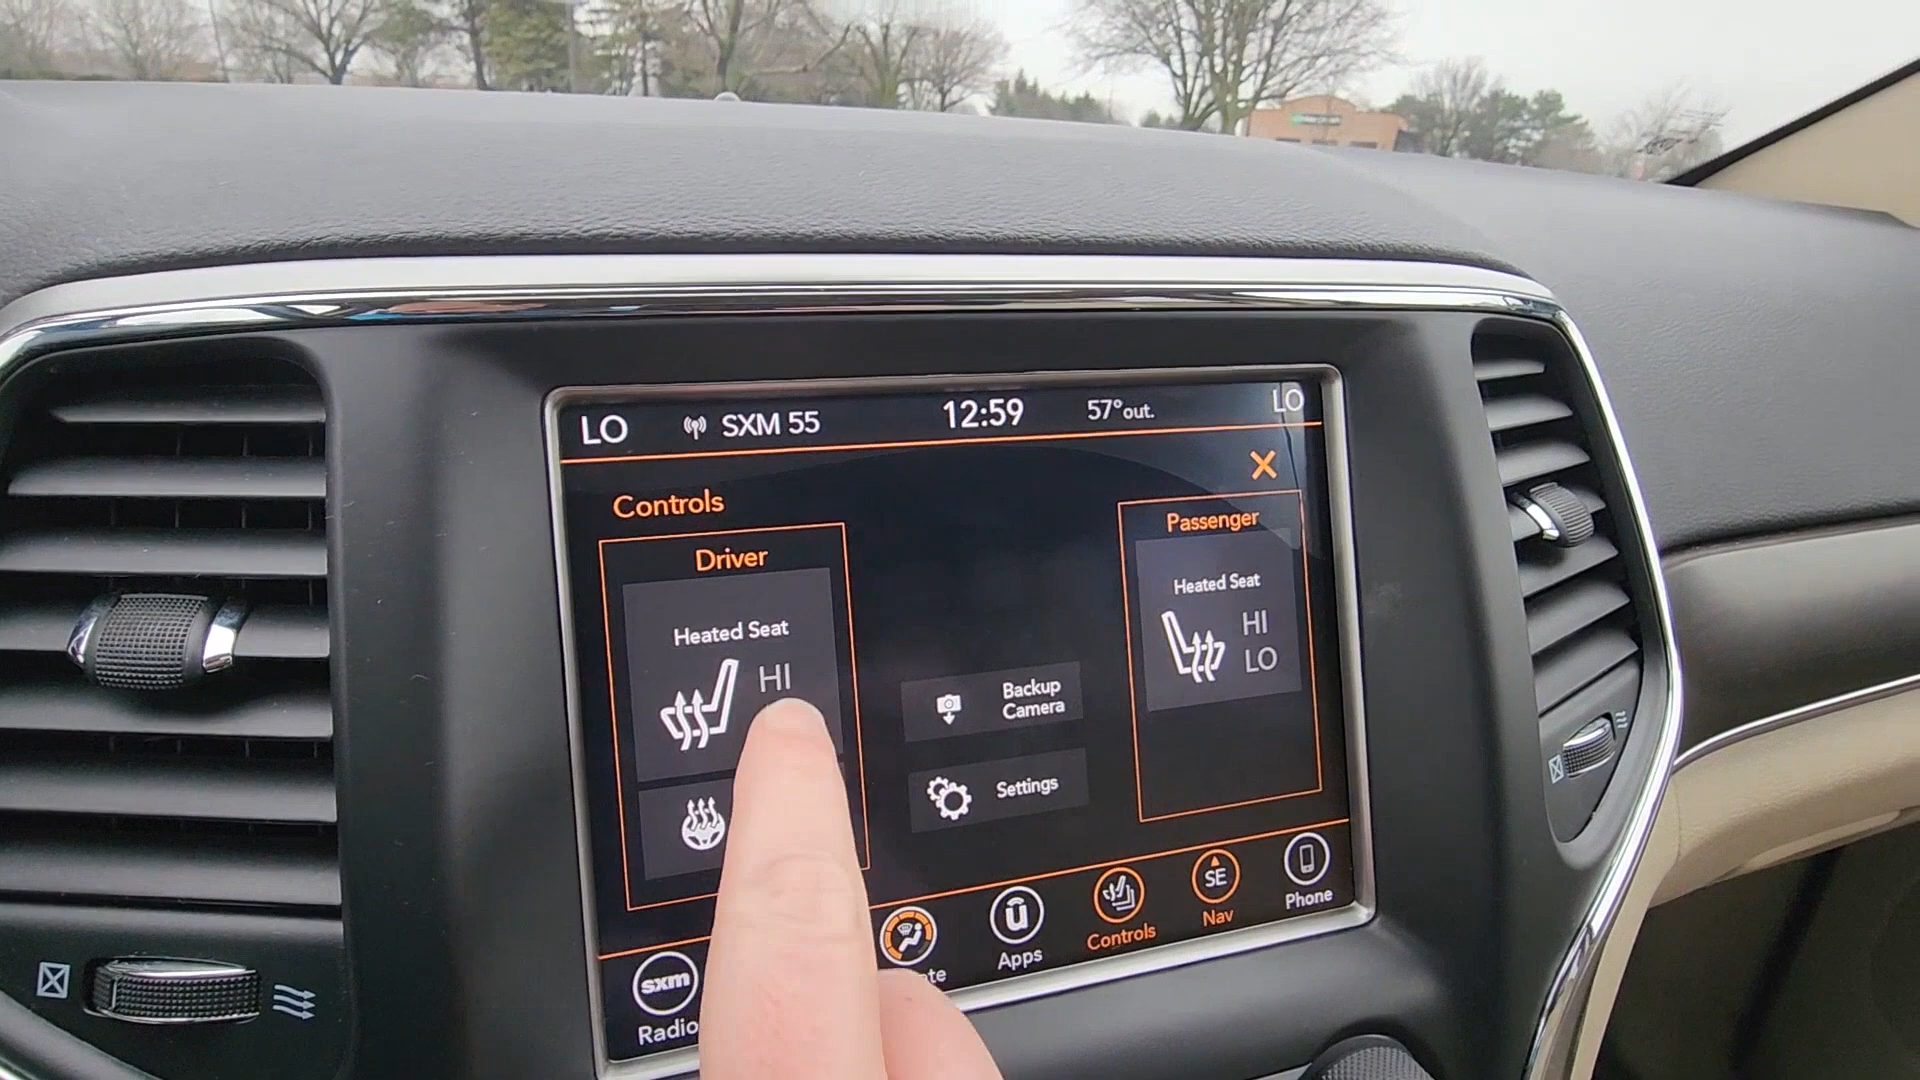 LO SXM 55 12:59 57° out. LO
X
Controls
Driver
Heated Seat
HI
Passenger
Heated Seat
HI
LO
Backup
Camera
Settings
sxm
Radio
ate
Apps
Controls
SE
Nav
Phone